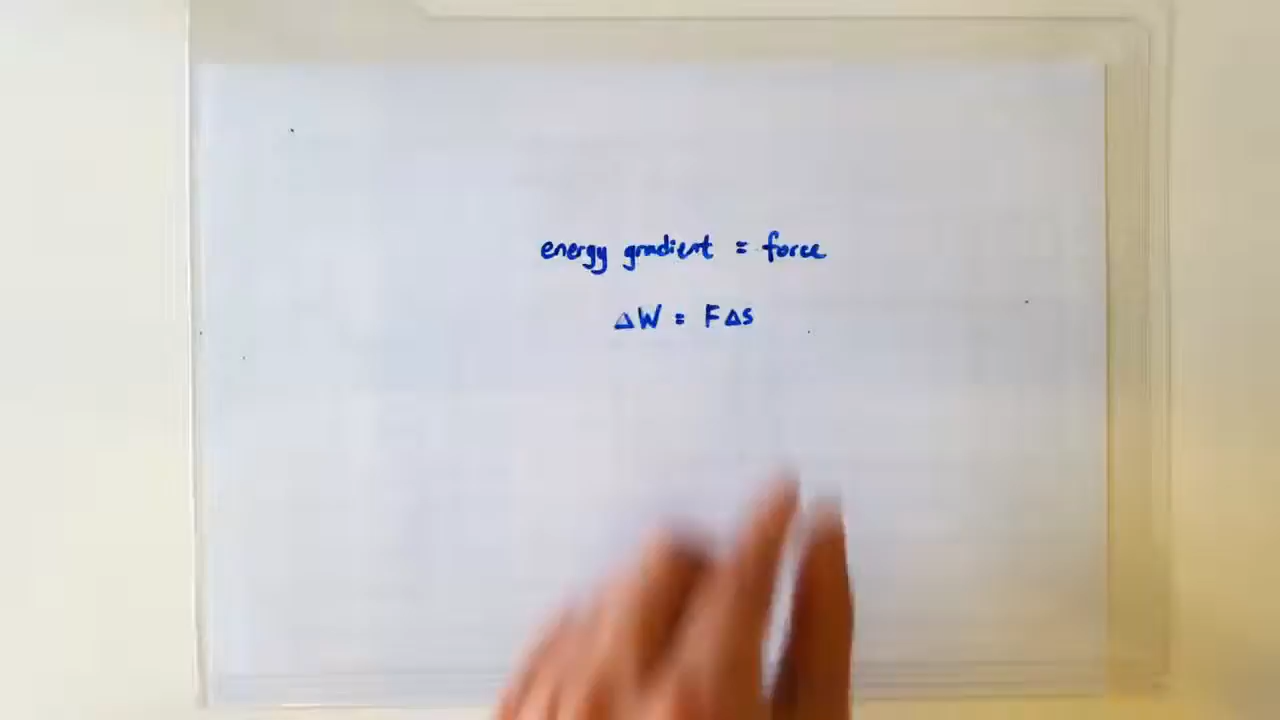 energy gradient = force
ΔW = FΔs